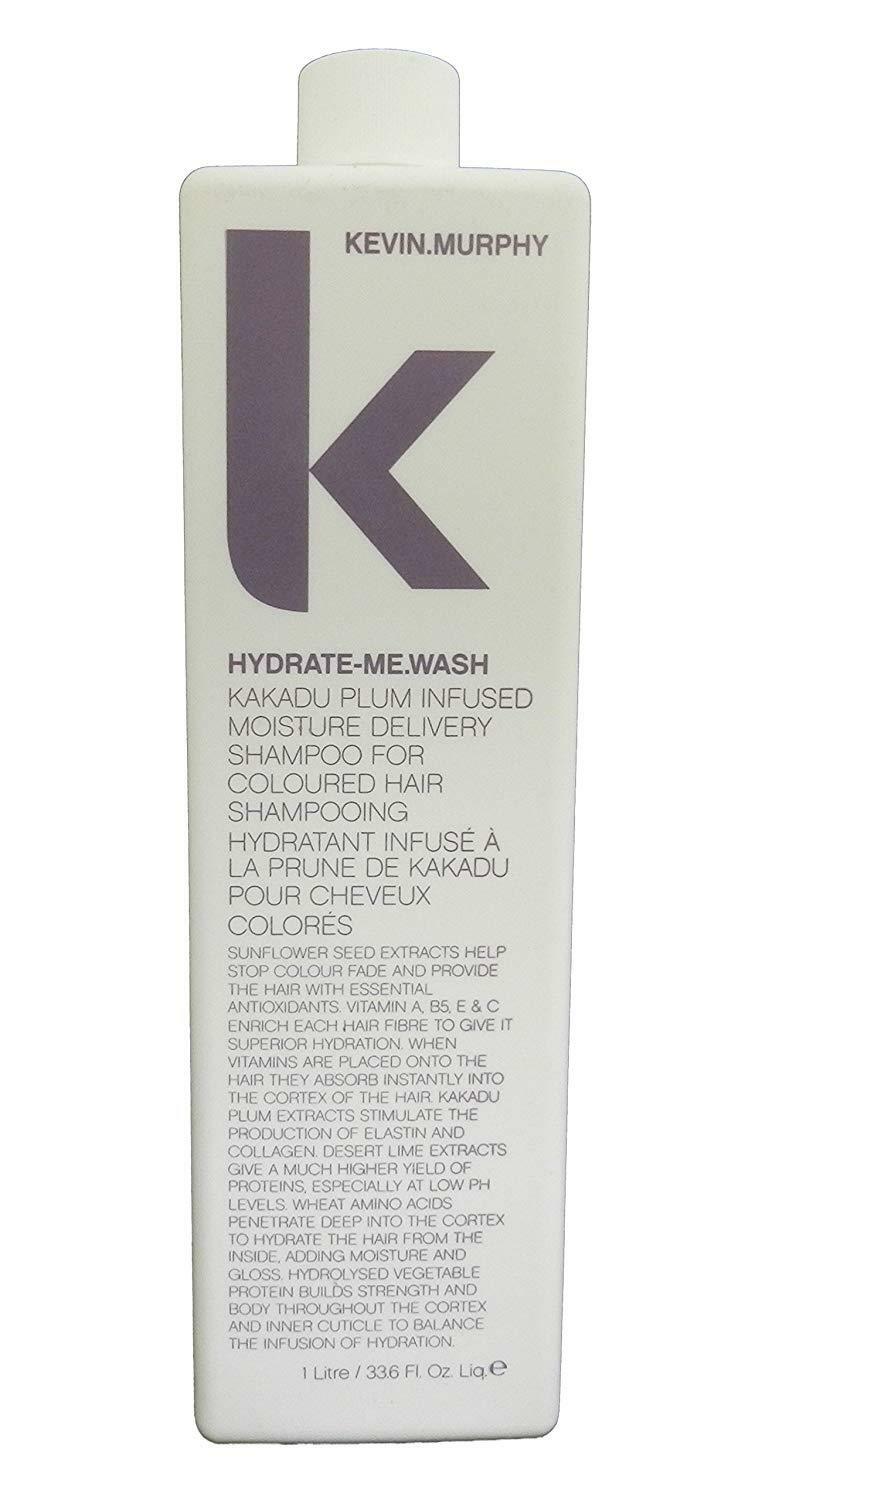 KEVIN.MURPHY
k
HYDRATE-ME.WASH
KAKADU PLUM INFUSED
MOISTURE DELIVERY
SHAMPOO FOR
COLOURED HAIR
SHAMPOOING
HYDRATANT INFUSÉ À
LA PRUNE DE KAKADU
POUR CHEVEUX
COLORÉS
SUNFLOWER SEED EXTRACTS HELP
STOP COLOUR FADE AND PROVIDE
THE HAIR WITH ESSENTIAL
ANTIOXIDANTS. VITAMIN A, B5, E & C
ENRICH EACH HAIR FIBRE TO GIVE IT
SUPERIOR HYDRATION. WHEN
VITAMINS ARE PLACED ONTO THE
HAIR THEY ABSORB INSTANTLY INTO
THE CORTEX OF THE HAIR. KAKADU
PLUM EXTRACTS STIMULATE THE
PRODUCTION OF ELASTIN AND
COLLAGEN. DESERT LIME EXTRACTS
GIVE A MUCH HIGHER YIELD OF
PROTEINS, ESPECIALLY AT LOW PH
LEVELS. WHEAT AMINO ACIDS
PENETRATE DEEP INTO THE CORTEX
TO HYDRATE THE HAIR FROM THE
INSIDE, ADDING MOISTURE AND
GLOSS. HYDROLYSED VEGETABLE
PROTEIN BUILDS STRENGTH AND
BODY THROUGHOUT THE CORTEX
AND INNER CUTICLE TO BALANCE
THE INFUSION OF HYDRATION.
1 Litre / 33.6 Fl. Oz. Liq. ℮